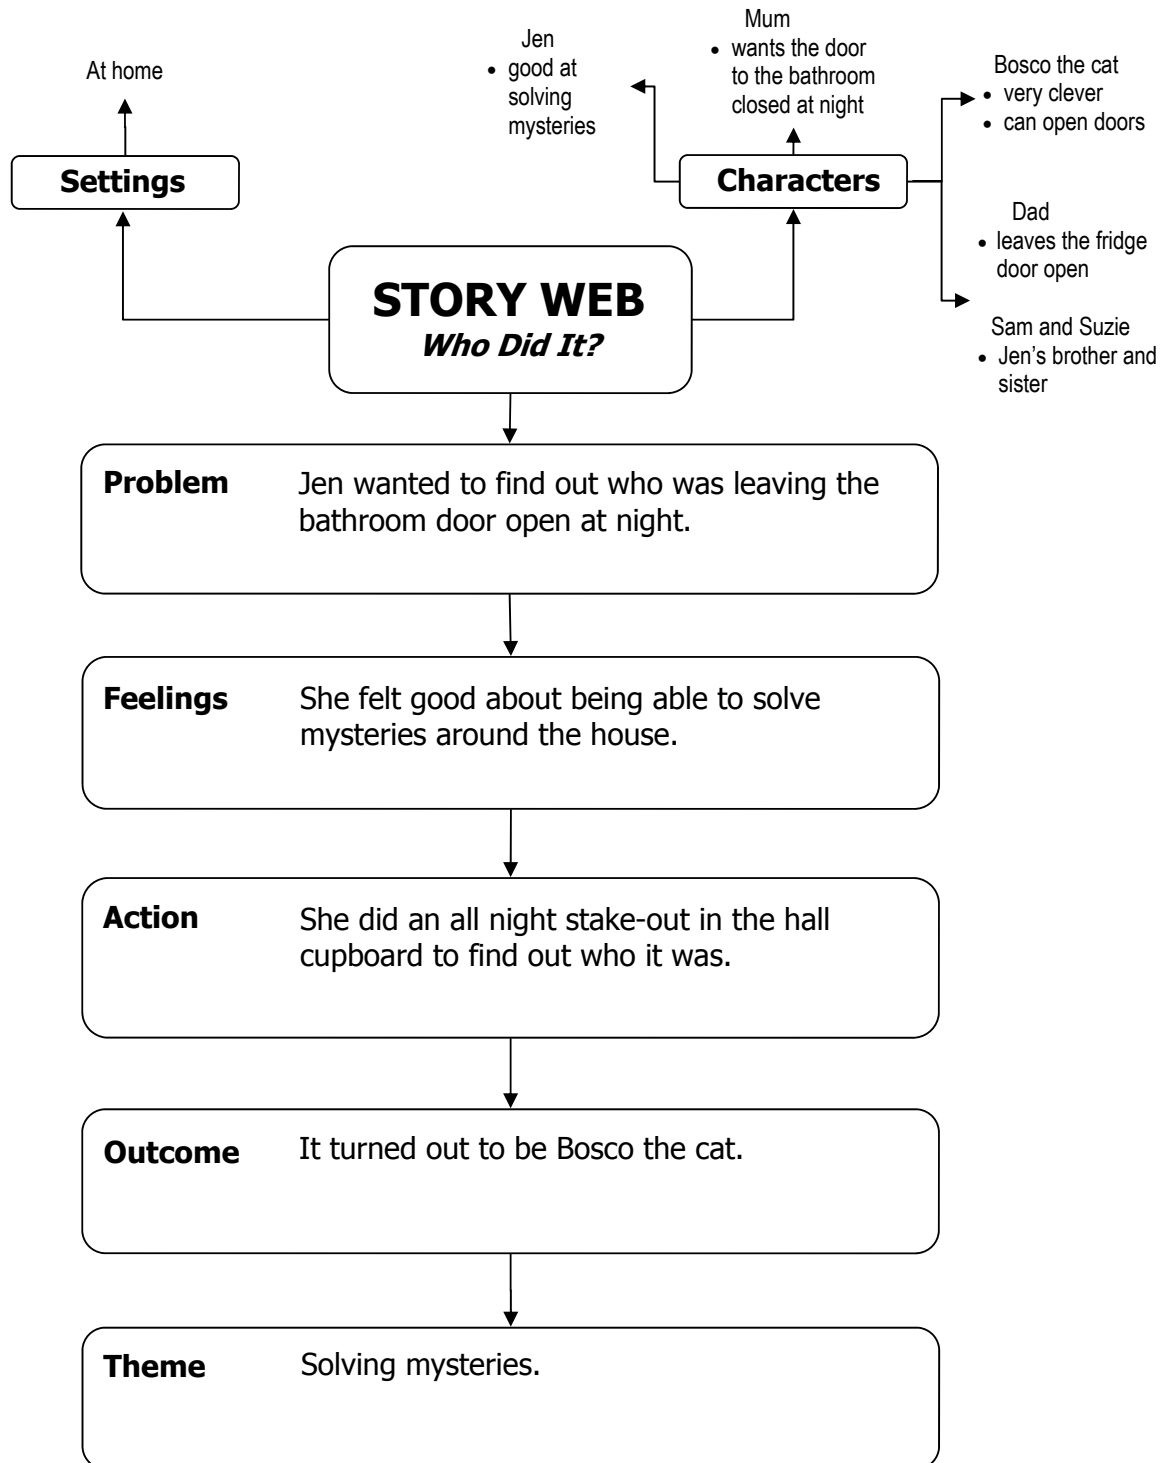 At home
Settings
Jen
• good at
solving
mysteries
Mum
• wants the door
to the bathroom
closed at night
Characters
Bosco the cat
• very clever
• can open doors
Dad
• leaves the fridge
door open
Sam and Suzie
• Jen’s brother and
sister
STORY WEB
Who Did It?
Problem Jen wanted to find out who was leaving the
bathroom door open at night.
Feelings She felt good about being able to solve
mysteries around the house.
Action She did an all night stake-out in the hall
cupboard to find out who it was.
Outcome It turned out to be Bosco the cat.
Theme Solving mysteries.